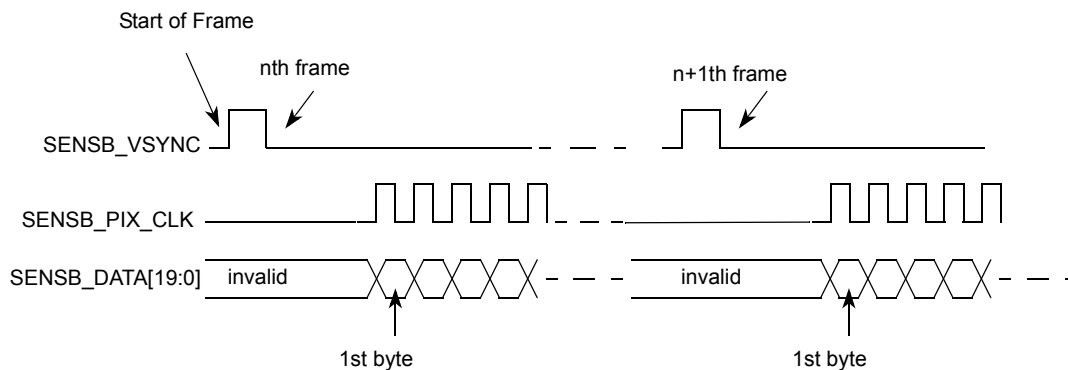 Start of Frame
nth frame
n+1th frame
SENSB_VSYNC
SENSB_PIX_CLK
SENSB_DATA[19:0]
invalid
invalid
1st byte
1st byte